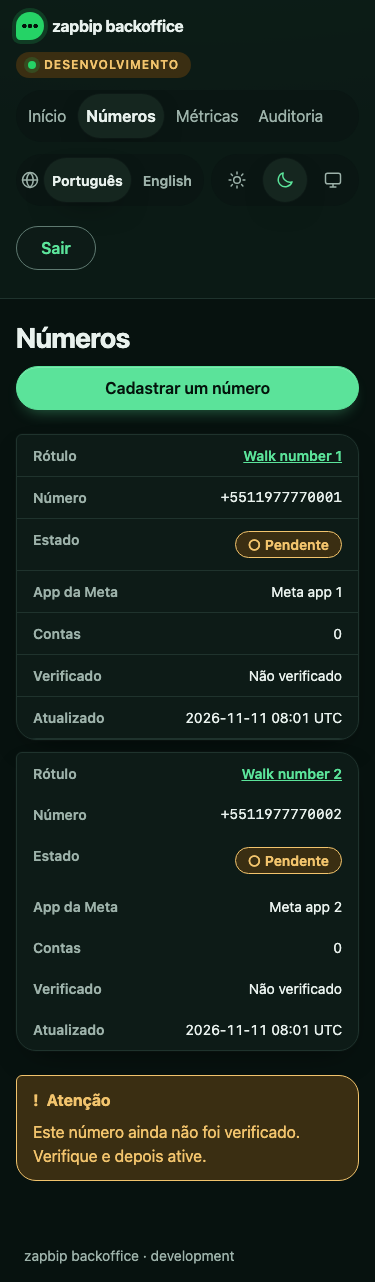 zapbip backoffice
DESENVOLVIMENTO
Início Números Métricas Auditoria
Português English
Sair
Números
Cadastrar um número
Rótulo Walk number 1
Número +5511977770001
Estado Pendente
App da Meta Meta app 1
Contas 0
Verificado Não verificado
Atualizado 2026-11-11 08:01 UTC
Rótulo Walk number 2
Número +5511977770002
Estado Pendente
App da Meta Meta app 2
Contas 0
Verificado Não verificado
Atualizado 2026-11-11 08:01 UTC
! Atenção
Este número ainda não foi verificado.
Verifique e depois ative.
zapbip backoffice · development